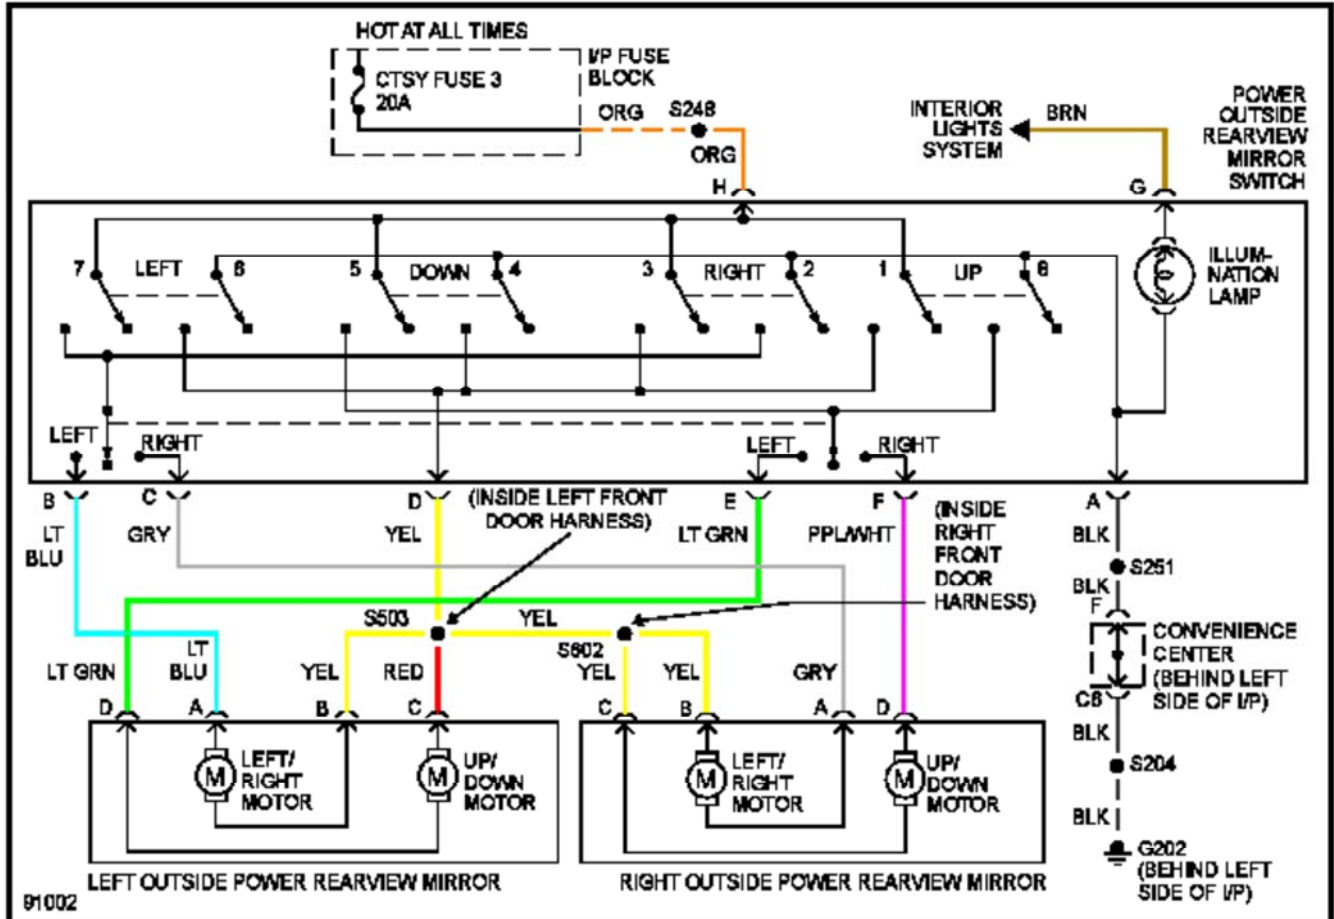 HOT AT ALL TIMES
I/P FUSE
BLOCK
CTSY FUSE 3
20A
ORG
S248
ORG
H
INTERIOR
LIGHTS
SYSTEM
BRN
G
POWER
OUTSIDE
REARVIEW
MIRROR
SWITCH
7
LEFT
6
5
DOWN
4
3
RIGHT
2
1
UP
8
ILLUM-
NATION
LAMP
LEFT
RIGHT
LEFT
RIGHT
B
C
D
(INSIDE LEFT FRONT
DOOR HARNESS)
E
F
A
LT
BLU
GRY
YEL
LT GRN
PPL/WHT
(INSIDE
RIGHT
FRONT
DOOR
HARNESS)
BLK
S251
BLK
F
CONVENIENCE
CENTER
(BEHIND LEFT
SIDE OF I/P)
C6
BLK
S204
BLK
G202
(BEHIND LEFT
SIDE OF I/P)
S503
YEL
S602
LT GRN
LT
BLU
YEL
RED
YEL
YEL
GRY
D
A
B
C
C
B
A
D
M
LEFT/
RIGHT
MOTOR
M
UP/
DOWN
MOTOR
M
LEFT/
RIGHT
MOTOR
M
UP/
DOWN
MOTOR
LEFT OUTSIDE POWER REARVIEW MIRROR
RIGHT OUTSIDE POWER REARVIEW MIRROR
91002